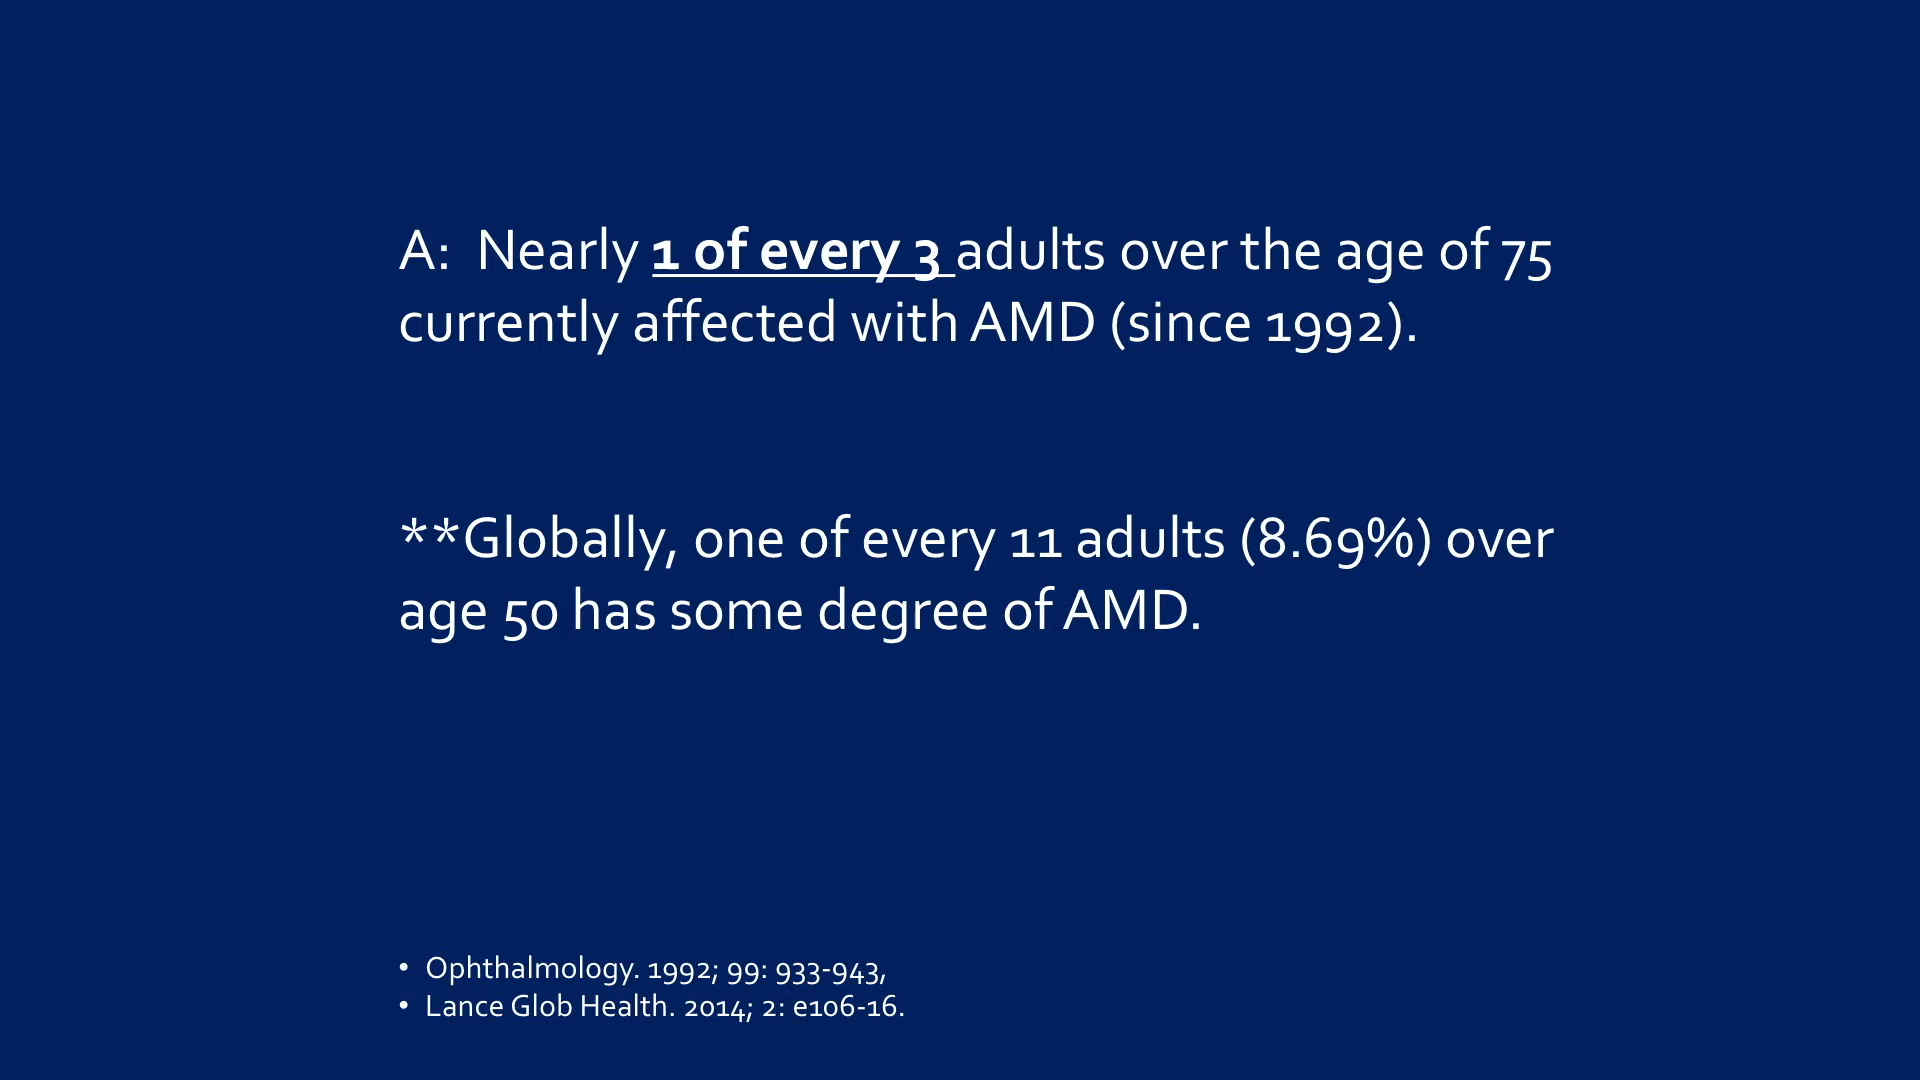 A: Nearly 1 of every 3 adults over the age of 75
currently affected with AMD (since 1992).
**Globally, one of every 11 adults (8.69%) over
age 50 has some degree of AMD.
• Ophthalmology. 1992; 99: 933-943,
• Lance Glob Health. 2014; 2: e106-16.